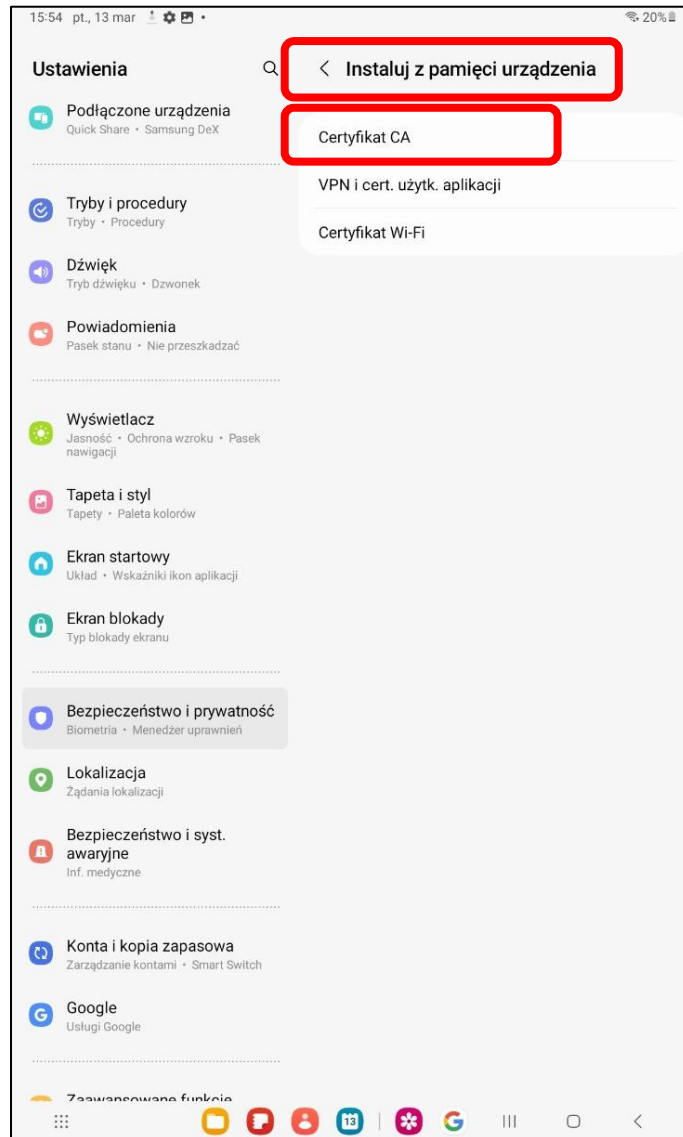 15:54 pt., 13 mar
20%
Ustawienia
Podłączone urządzenia
Quick Share • Samsung DeX
Tryby i procedury
Tryby • Procedury
Dźwięk
Tryb dźwięku • Dzwonek
Powiadomienia
Pasek stanu • Nie przeszkadzać
Wyświetlacz
Jasność • Ochrona wzroku • Pasek
nawigacji
Tapeta i styl
Tapety • Paleta kolorów
Ekran startowy
Układ • Wskaźniki ikon aplikacji
Ekran blokady
Typ blokady ekranu
Bezpieczeństwo i prywatność
Biometria • Menedżer uprawnień
Lokalizacja
Żądania lokalizacji
Bezpieczeństwo i syst.
awaryjne
Inf. medyczne
Konta i kopia zapasowa
Zarządzanie kontami • Smart Switch
Google
Usługi Google
Zaawansowane funkcje
Instaluj z pamięci urządzenia
Certyfikat CA
VPN i cert. użytk. aplikacji
Certyfikat Wi-Fi
13